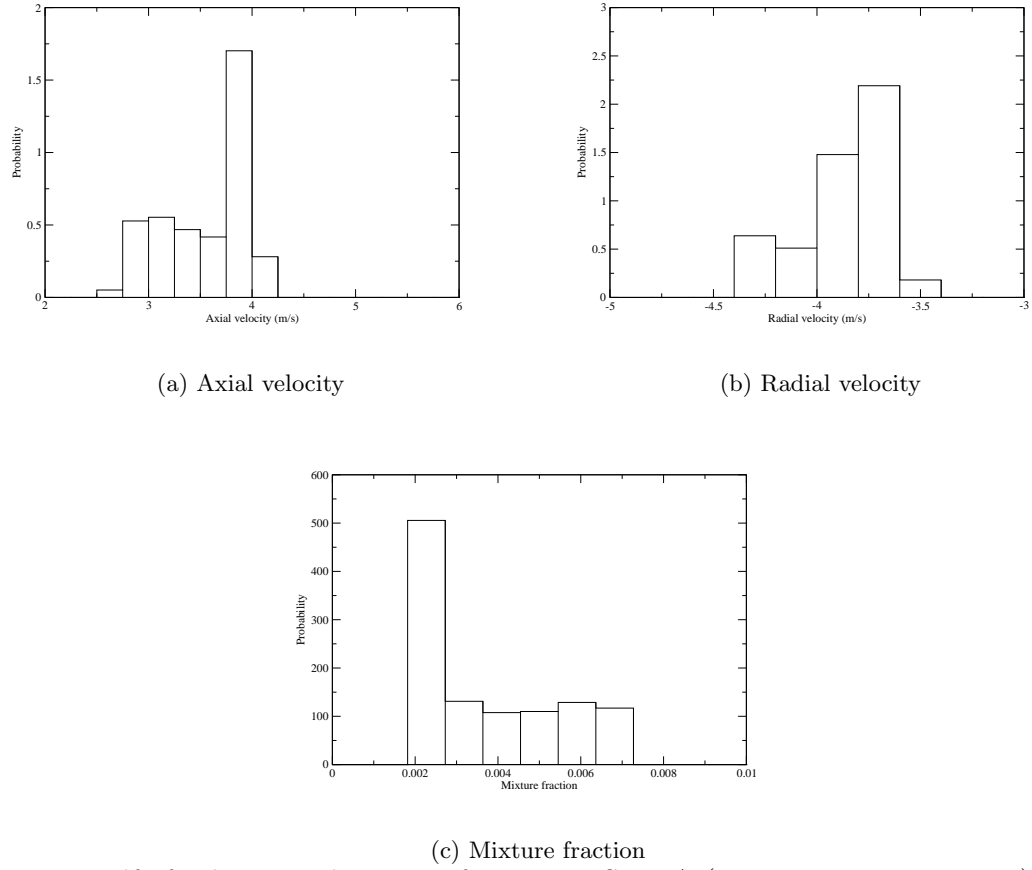 2
1.5
1
0.5
0
Probability
2 3 4 5 6
Axial velocity (m/s)
(a) Axial velocity
3
2.5
2
1.5
1
0.5
0
Probability
-5 -4.5 -4 -3.5 -3
Radial velocity (m/s)
(b) Radial velocity
600
500
400
300
200
100
0
Probability
0 0.002 0.004 0.006 0.008 0.01
Mixture fraction
(c) Mixture fraction